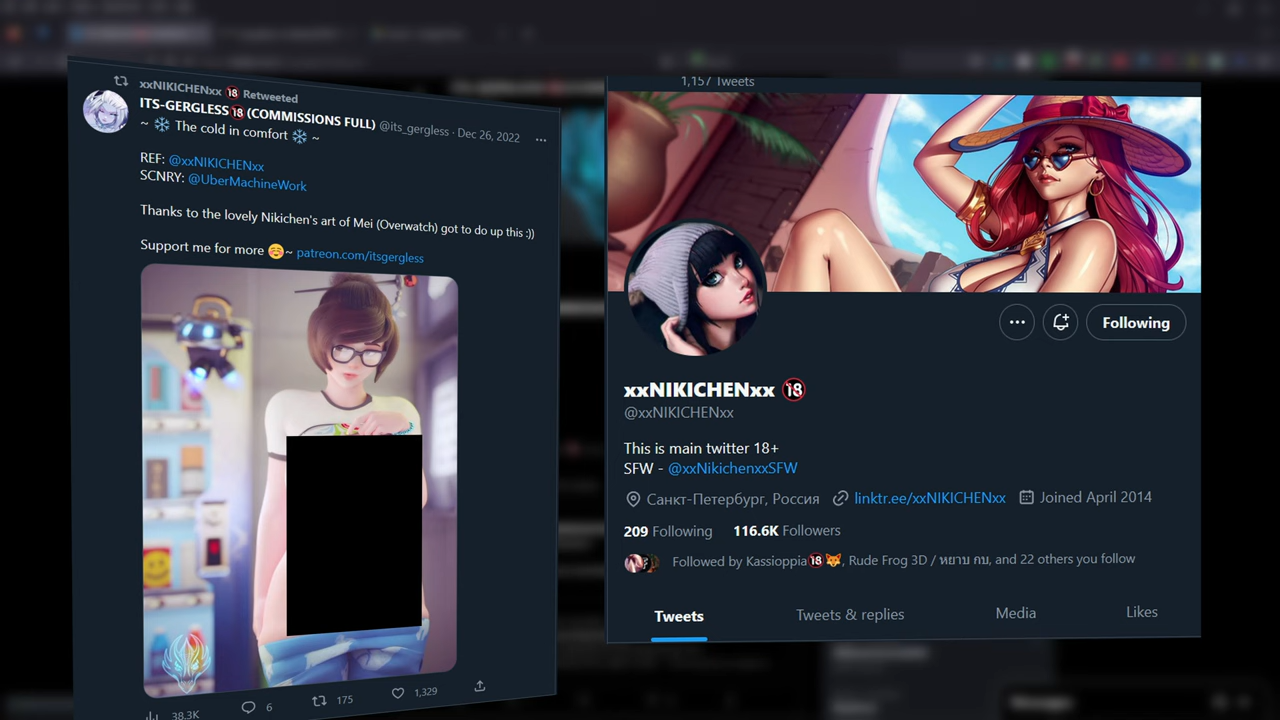 xxNIKICHENxx 🔞 Retweeted
ITS-GERGLESS🔞(COMMISSIONS FULL) @its_gergless · Dec 26, 2022
~ ❄ The cold in comfort ❄ ~
REF: @xxNIKICHENxx
SCNRY: @UberMachineWork
Thanks to the lovely Nikichen's art of Mei (Overwatch) got to do up this :))
Support me for more ☺️~ patreon.com/itsgergless
38.3K 6 175 1,329
1,157 Tweets
Following
xxNIKICHENxx 🔞
@xxNIKICHENxx
This is main twitter 18+
SFW - @xxNikichenxxSFW
Санкт-Петербург, Россия linktr.ee/xxNIKICHENxx Joined April 2014
209 Following 116.6K Followers
Followed by Kassioppia🔞🦊, Rude Frog 3D / หยาบ กบ, and 22 others you follow
Tweets Tweets & replies Media Likes